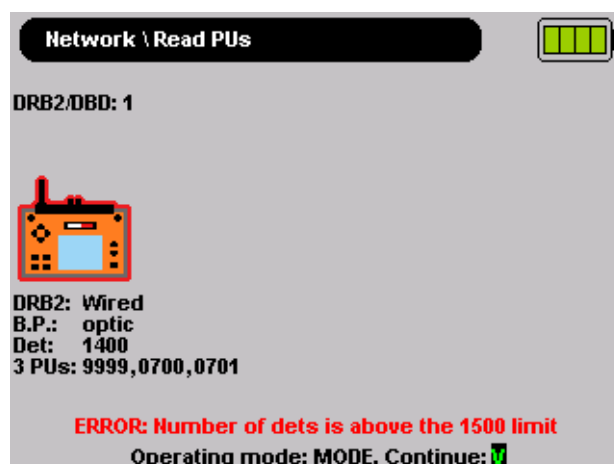 Network \ Read PUs
DRB2/DBD: 1
DRB2: Wired
B.P.: optic
Det: 1400
3 PUs: 9999,0700,0701
ERROR: Number of dets is above the 1500 limit
Operating mode: MODE, Continue: V